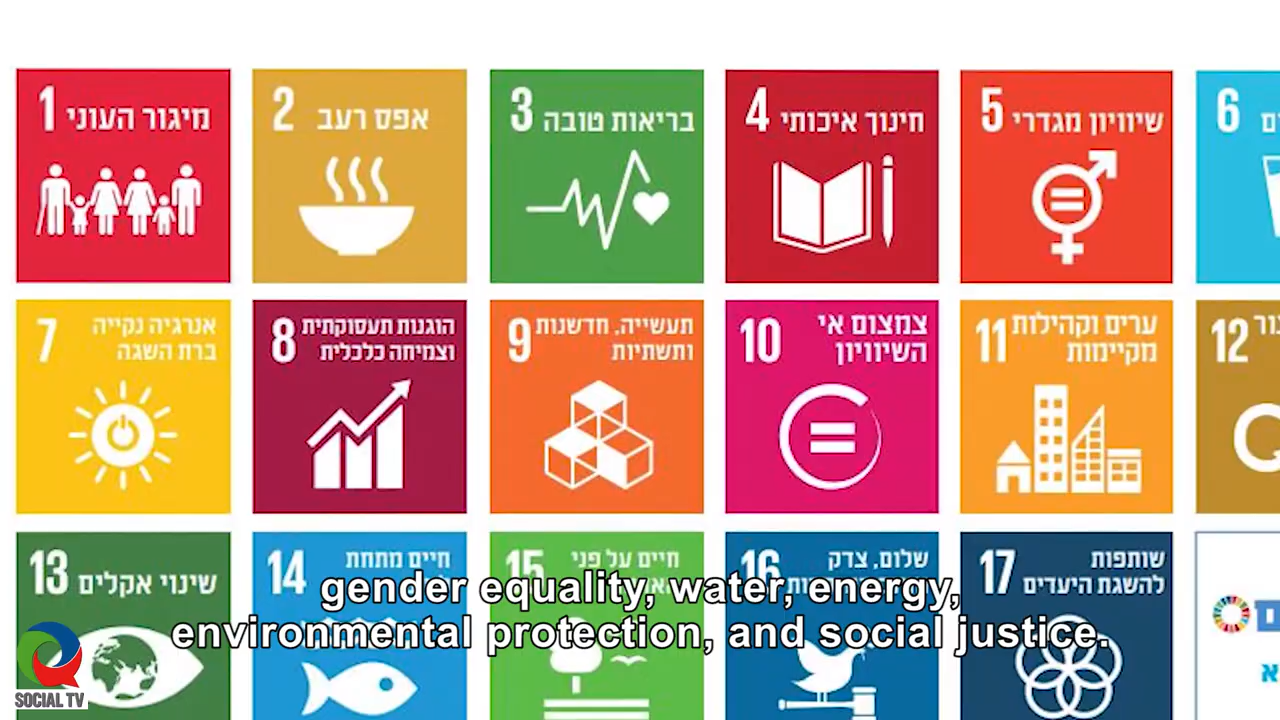 1 מיגור העוני
2 אפס רעב
3 בריאות טובה
4 חינוך איכותי
5 שיוויון מגדרי
6
7 אנרגיה נקייה
ברת השגה
8 הוגנות תעסוקתית
וצמיחה כלכלית
9 תעשייה, חדשנות
ותשתיות
10 צמצום אי
השיוויון
11 ערים וקהילות
מקיימות
12
13 שינוי אקלים
14 חיים מתחת
15 חיים על פני
16 שלום, צדק
17 שותפות
להשגת היעדים
gender equality, water, energy,
environmental protection, and social justice.
SOCIAL TV